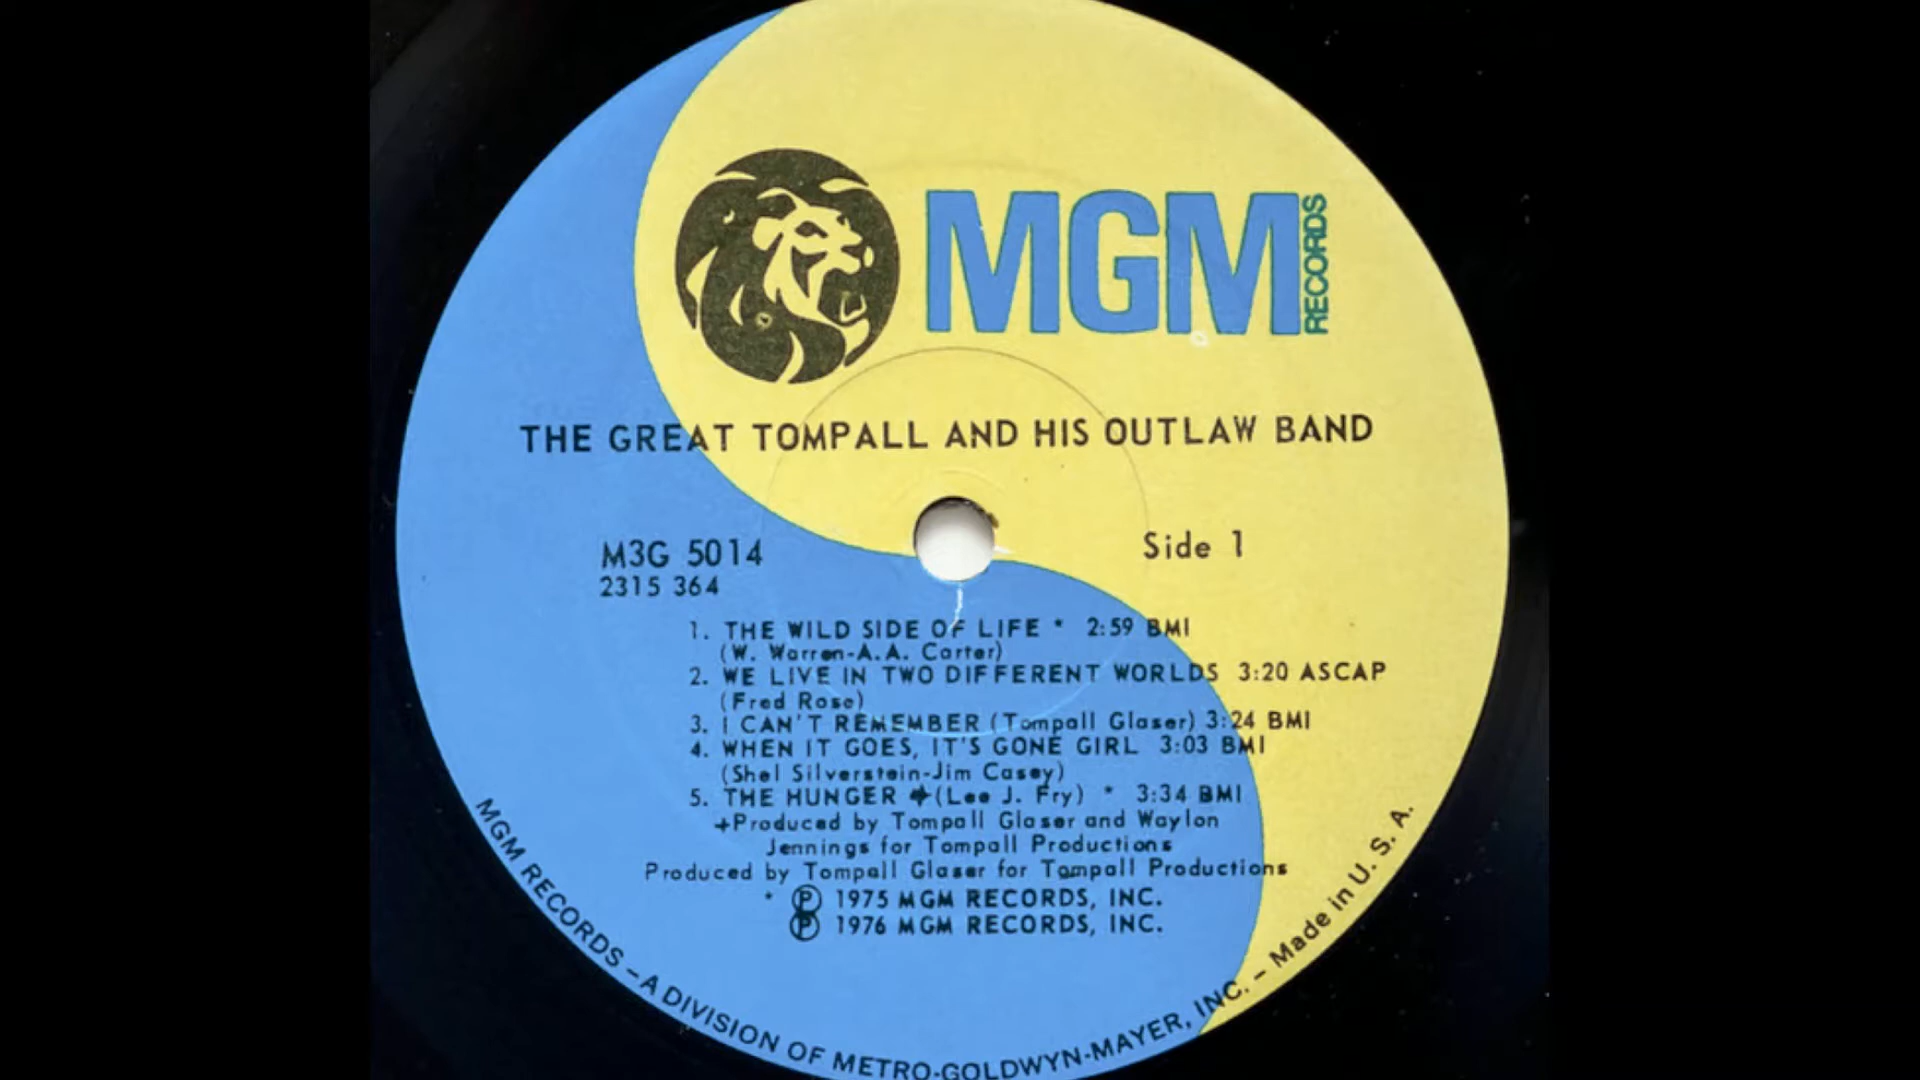 MGM RECORDS
THE GREAT TOMPALL AND HIS OUTLAW BAND
M3G 5014
2315 364
Side 1
1. THE WILD SIDE OF LIFE * 2:59 BMI
(W. Warren-A.A. Carter)
2. WE LIVE IN TWO DIFFERENT WORLDS 3:20 ASCAP
(Fred Rose)
3. I CAN'T REMEMBER (Tompall Glaser) 3:24 BMI
4. WHEN IT GOES, IT'S GONE GIRL 3:03 BMI
(Shel Silverstein-Jim Casey)
5. THE HUNGER +(Lee J. Fry) * 3:34 BMI
+Produced by Tompall Glaser and Waylon
Jennings for Tompall Productions
Produced by Tompall Glaser for Tompall Productions
* Ⓟ 1975 MGM RECORDS, INC.
Ⓟ 1976 MGM RECORDS, INC.
MGM RECORDS – A DIVISION OF METRO-GOLDWYN-MAYER, INC. – Made in U. S. A.